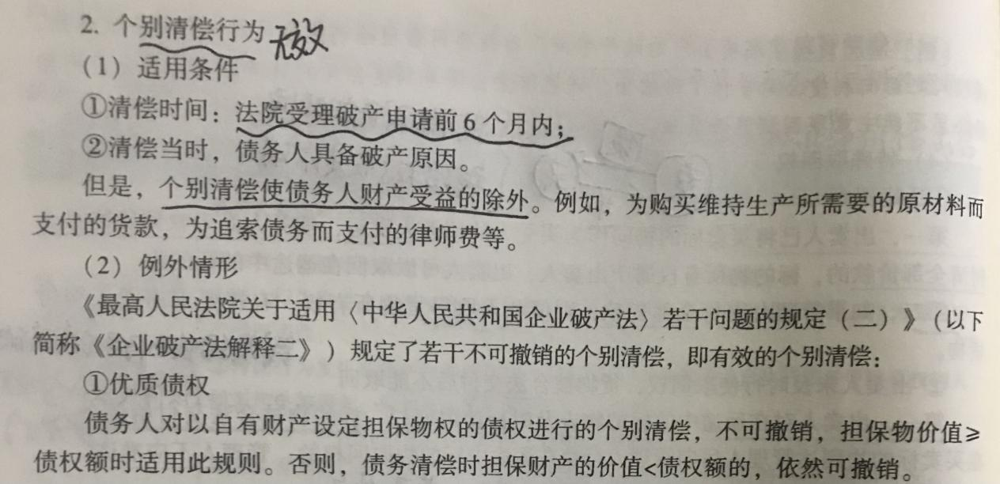 2. 个别清偿行为 无效
（1）适用条件
①清偿时间：法院受理破产申请前6个月内；
②清偿当时，债务人具备破产原因。
但是，个别清偿使债务人财产受益的除外。例如，为购买维持生产所需要的原材料而
支付的货款，为追索债务而支付的律师费等。
（2）例外情形
《最高人民法院关于适用〈中华人民共和国企业破产法〉若干问题的规定（二）》（以下
简称《企业破产法解释二》）规定了若干不可撤销的个别清偿，即有效的个别清偿：
①优质债权
债务人对以自有财产设定担保物权的债权进行的个别清偿，不可撤销，担保物价值≥
债权额时适用此规则。否则，债务清偿时担保财产的价值<债权额的，依然可撤销。